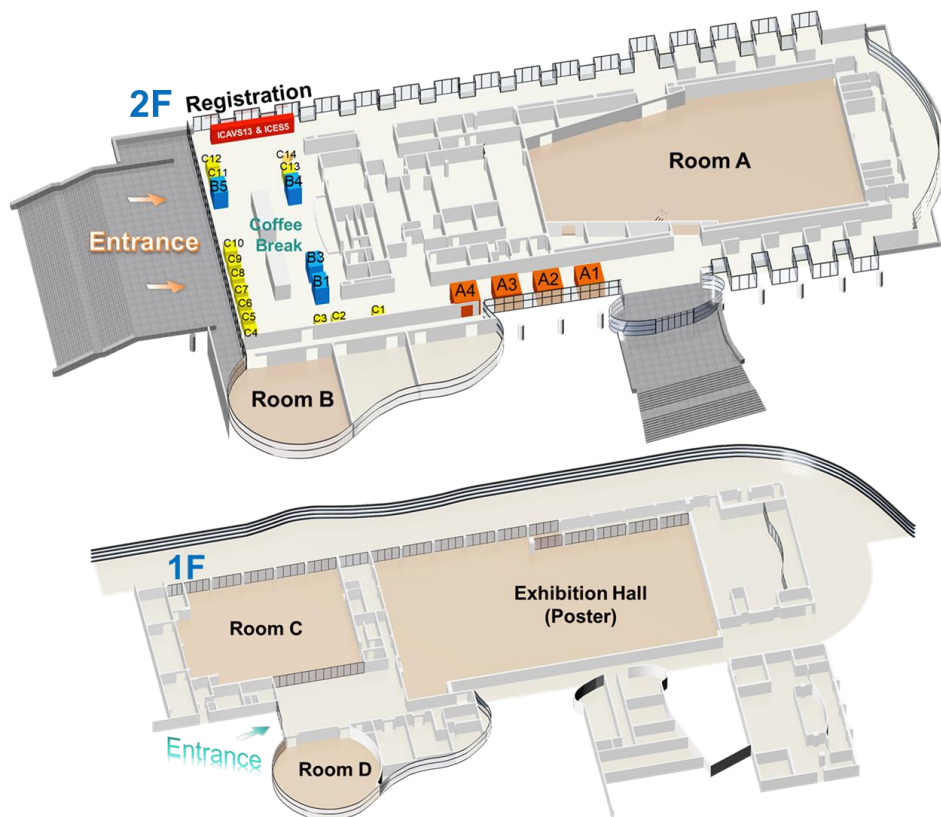 2F
Registration
ICAVS13 & ICES5
C12
C11
B5
C14
C13
B4
Room A
Entrance
Coffee
Break
C10
C9
C8
C7
C6
C5
C4
B3
B1
C3
C2
C1
A4
A3
A2
A1
Room B
1F
Room C
Exhibition Hall
(Poster)
Entrance
Room D